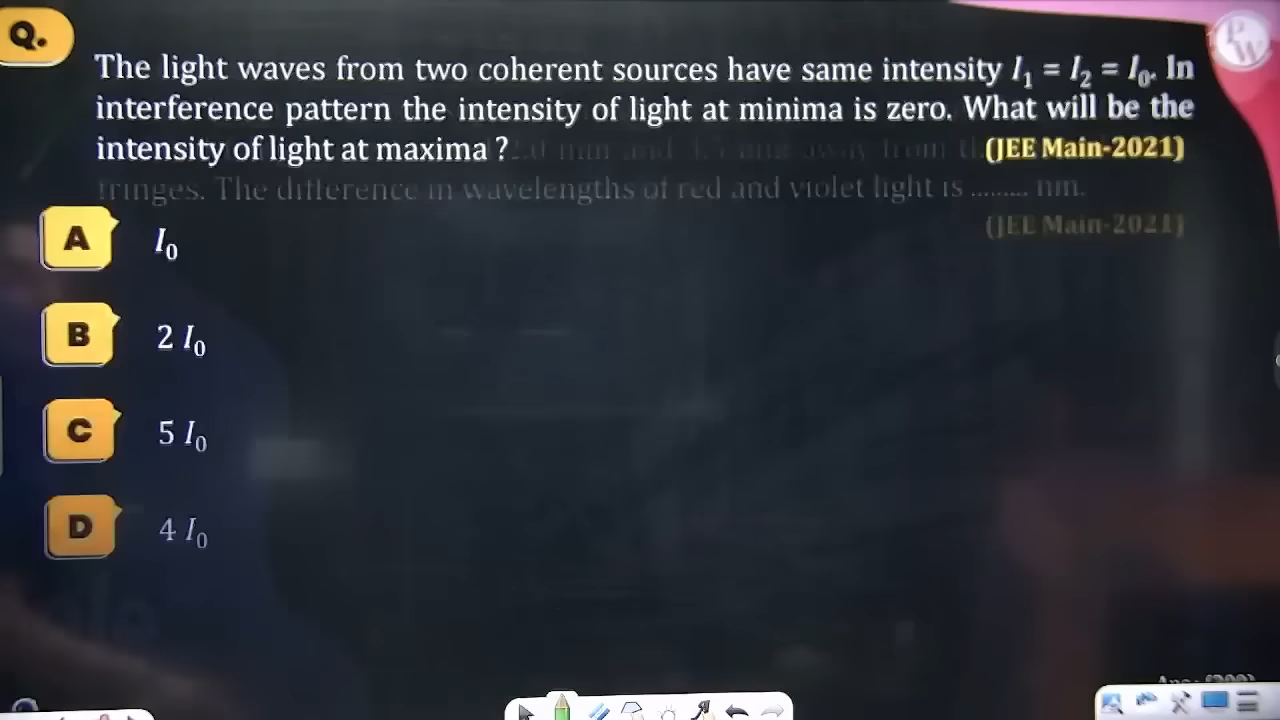 Q.
The light waves from two coherent sources have same intensity I₁ = I₂ = I₀. In
interference pattern the intensity of light at minima is zero. What will be the
intensity of light at maxima ?
(JEE Main-2021)
fringes. The difference in wavelengths of red and violet light is ........ nm.
(JEE Main-2021)
A I₀
B 2 I₀
C 5 I₀
D 4 I₀
PW